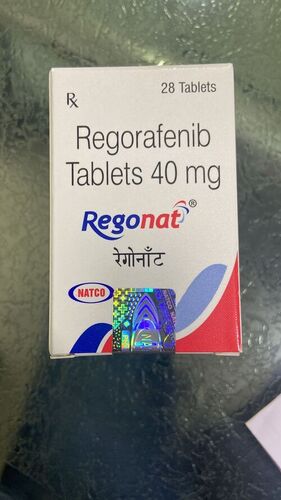 ℞
28 Tablets
Regorafenib
Tablets 40 mg
Regonat®
रेगोनॉट
NATCO